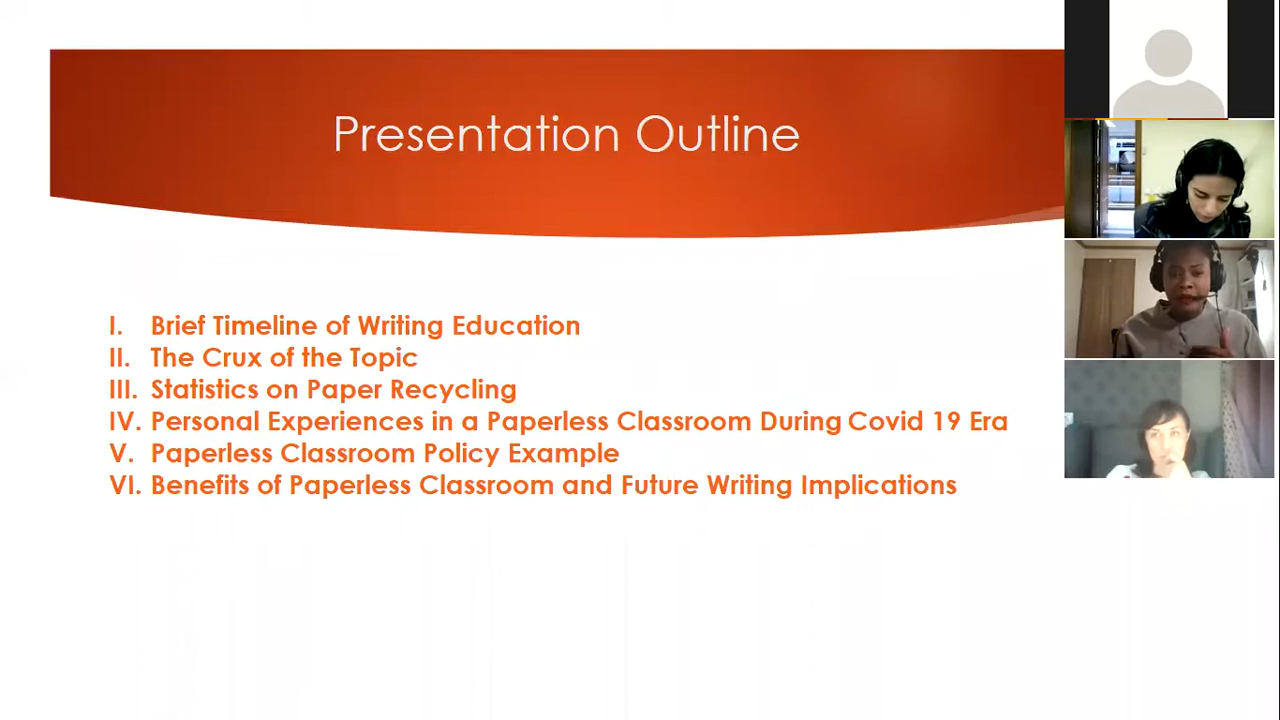 Presentation Outline
I. Brief Timeline of Writing Education
II. The Crux of the Topic
III. Statistics on Paper Recycling
IV. Personal Experiences in a Paperless Classroom During Covid 19 Era
V. Paperless Classroom Policy Example
VI. Benefits of Paperless Classroom and Future Writing Implications